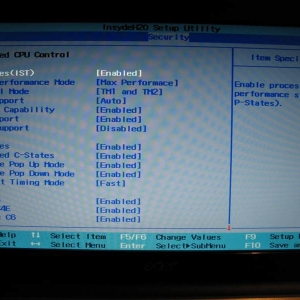 InsydeH20 Setup Utility
Security
ed CPU Control
Item Speci
es(IST) [Enabled]
erformance Mode [Max Performace]
l Mode [TM1 and TM2]
pport [Auto]
Capability [Enabled]
port [Enabled]
upport [Disabled]
Enable proces
performance s
P-States).
es [Enabled]
ed C-States [Enabled]
e Pop Up Mode [Enabled]
e Pop Down Mode [Enabled]
t Timing Mode [Fast]
[Enabled]
4E [Enabled]
C6 [Enabled]
Help ↑↓ Select Item F5/F6 Change Values F9 Setup
Exit ↔ Select Menu Enter Select▶SubMenu F10 Save a